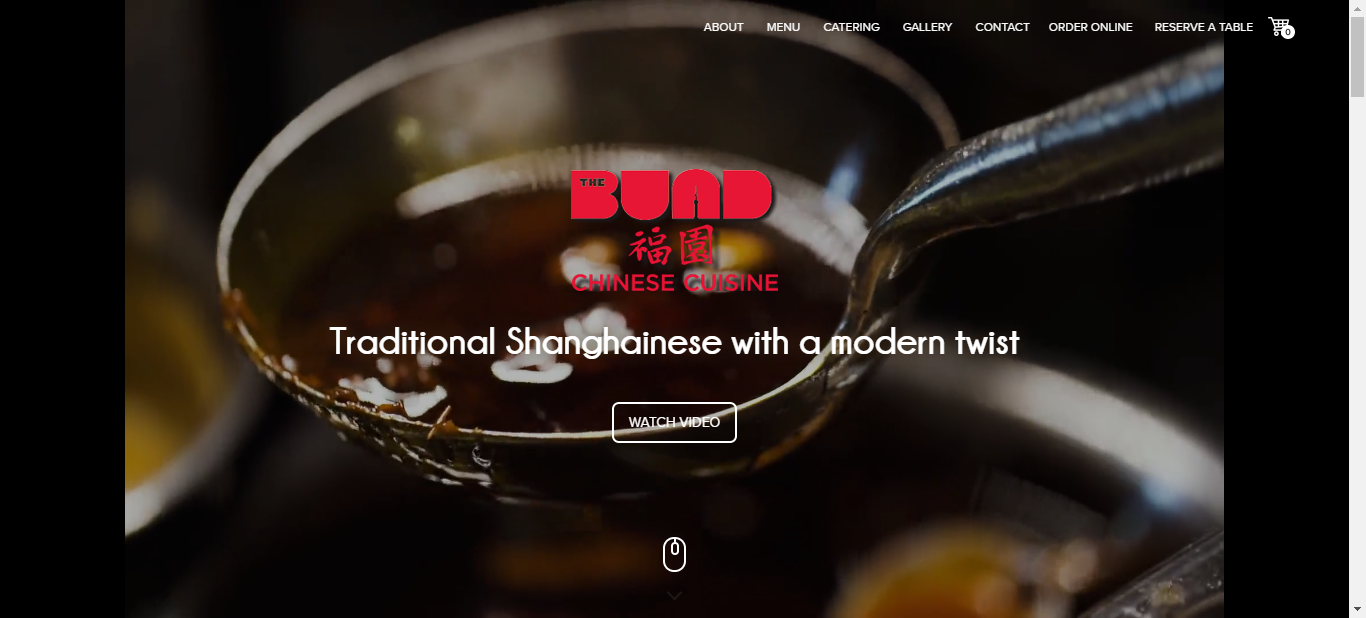 ABOUT MENU CATERING GALLERY CONTACT ORDER ONLINE RESERVE A TABLE 0
THE BUND
福園
CHINESE CUISINE
Traditional Shanghainese with a modern twist
WATCH VIDEO